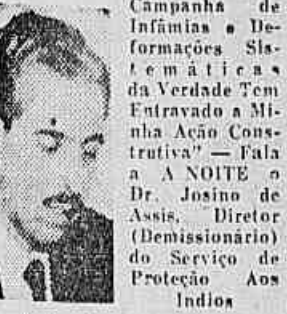 Campanha de
Infâmias e De-
formações Sis-
temáticas
da Verdade Tem
Entravado a Mi-
nha Ação Cons-
trutiva" — Fala
a A NOITE o
Dr. Josino de
Assis, Diretor
(Demissionário)
do Serviço de
Proteção Aos
Indios